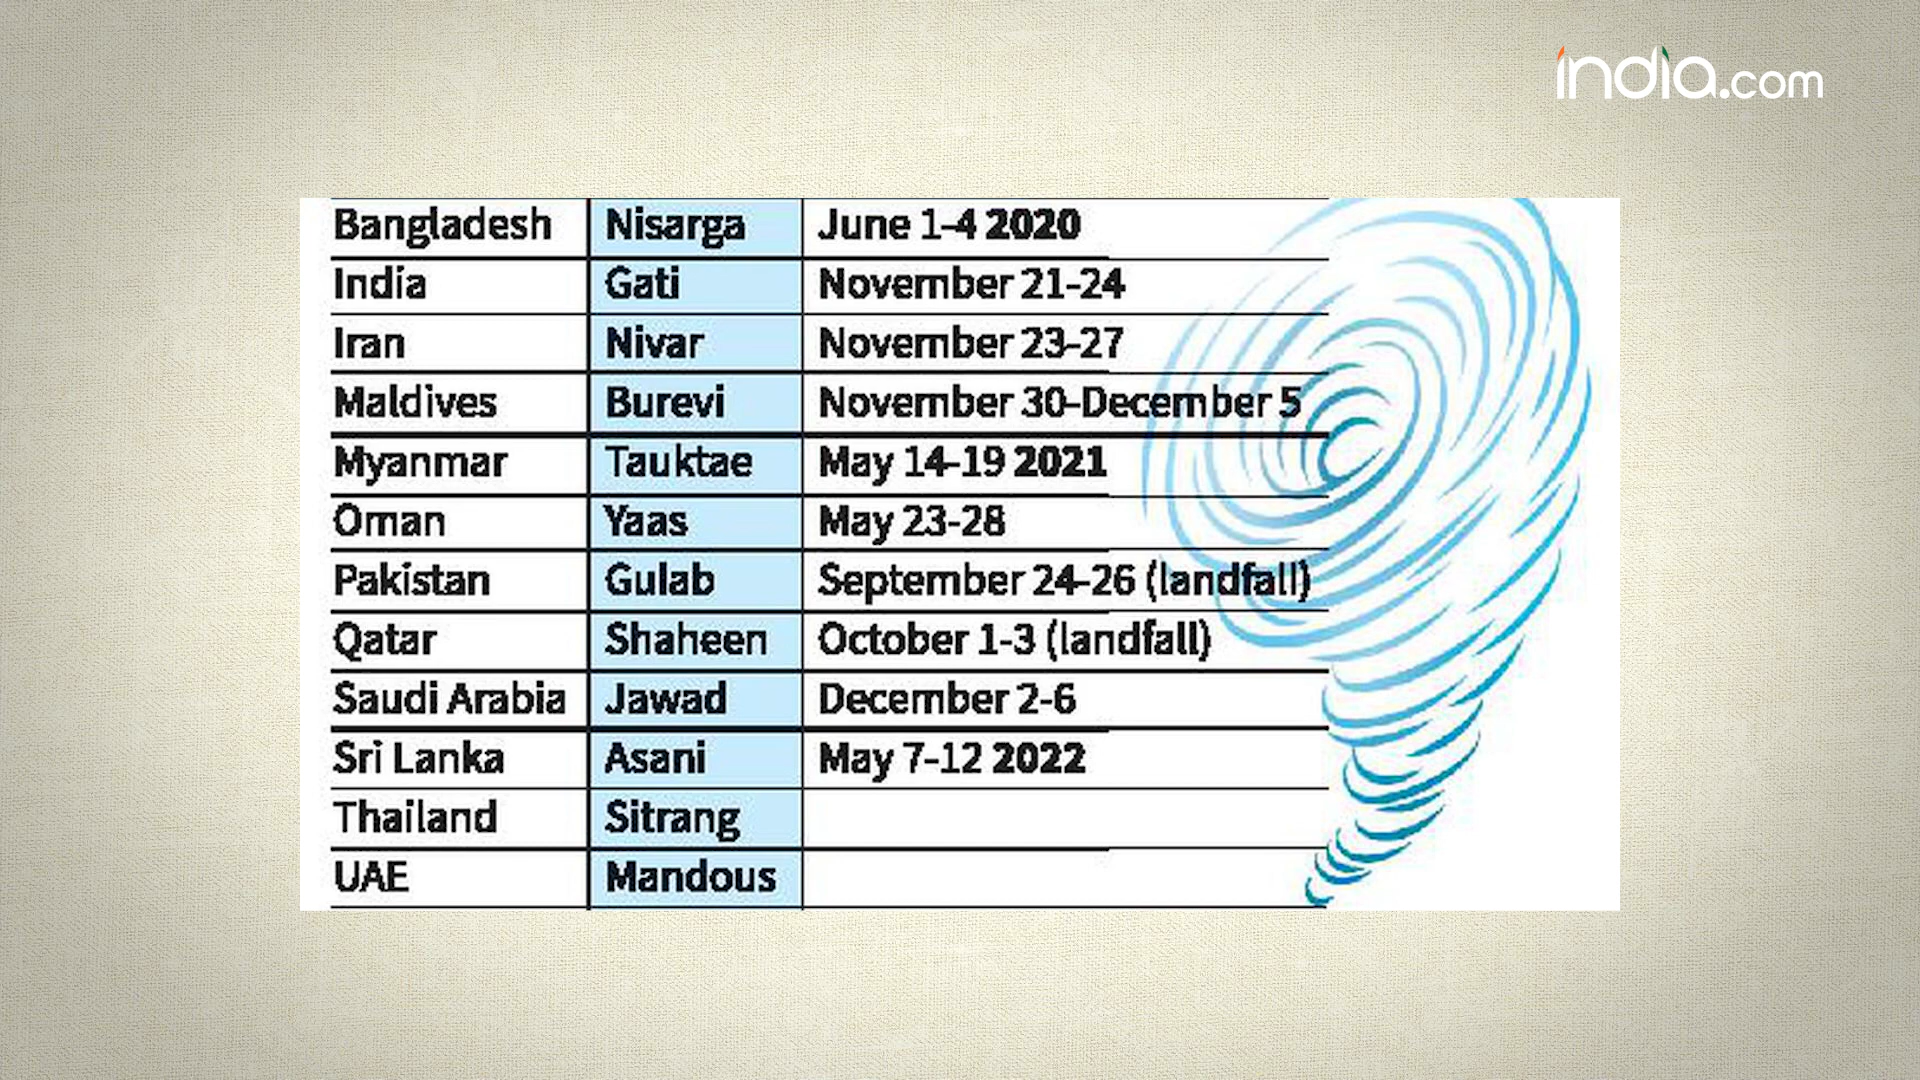 india.com
Bangladesh Nisarga June 1-4 2020
India Gati November 21-24
Iran Nivar November 23-27
Maldives Burevi November 30-December 5
Myanmar Tauktae May 14-19 2021
Oman Yaas May 23-28
Pakistan Gulab September 24-26 (landfall)
Qatar Shaheen October 1-3 (landfall)
Saudi Arabia Jawad December 2-6
Sri Lanka Asani May 7-12 2022
Thailand Sitrang
UAE Mandous